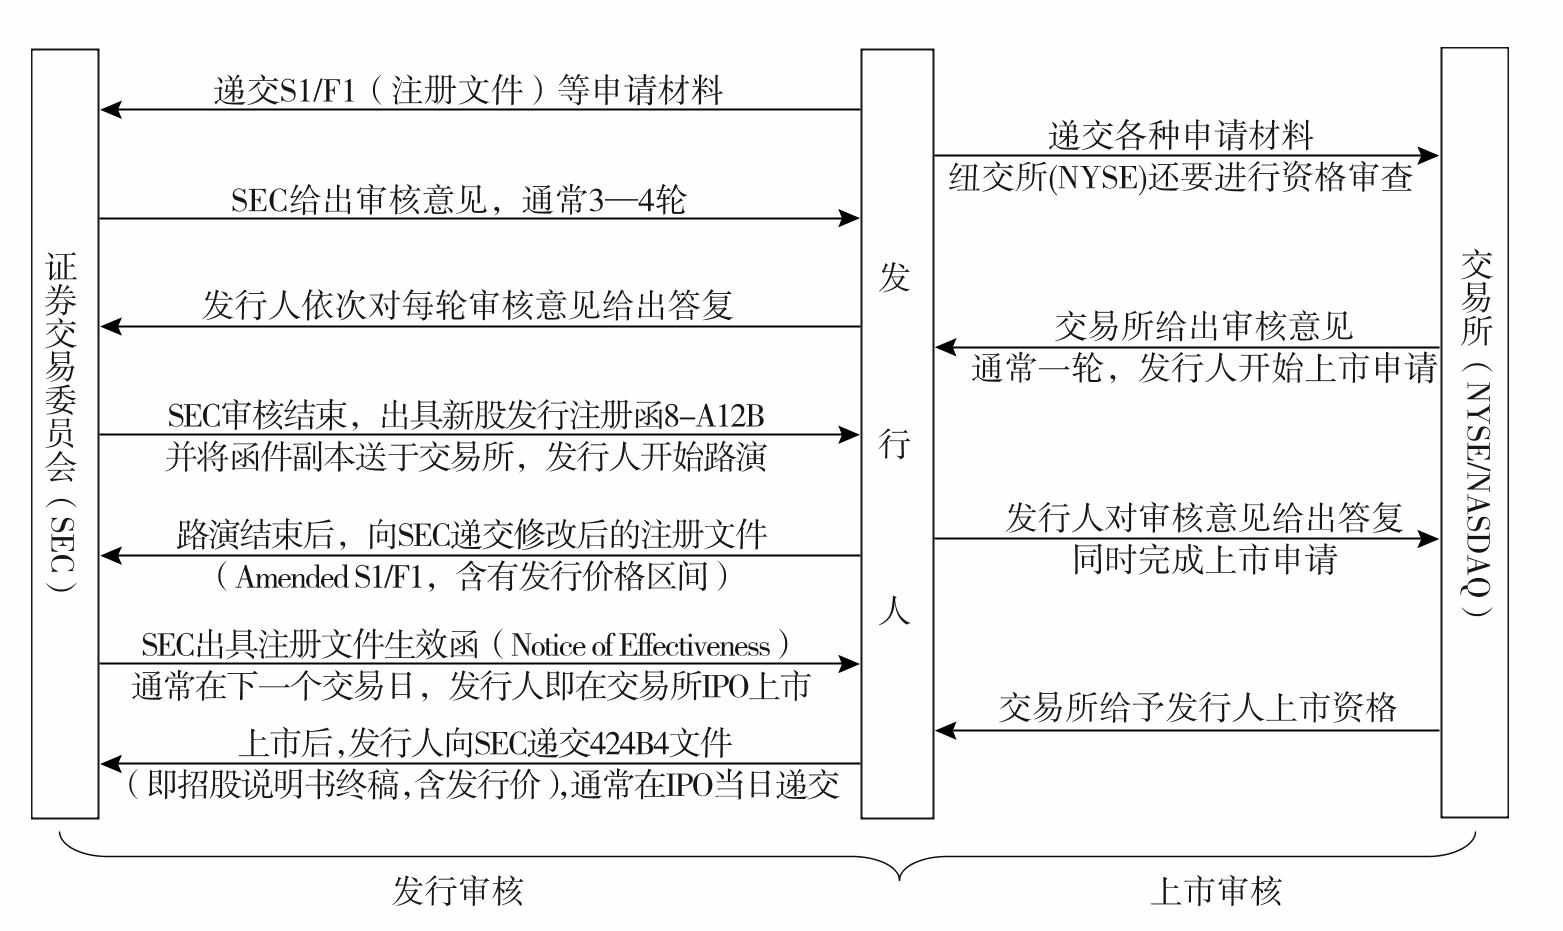 证券交易委员会（SEC）
递交S1/F1（注册文件）等申请材料
SEC给出审核意见，通常3—4轮
发行人依次对每轮审核意见给出答复
SEC审核结束，出具新股发行注册函8-A12B
并将函件副本送于交易所，发行人开始路演
路演结束后，向SEC递交修改后的注册文件
（Amended S1/F1，含有发行价格区间）
SEC出具注册文件生效函（Notice of Effectiveness）
通常在下一个交易日，发行人即在交易所IPO上市
上市后,发行人向SEC递交424B4文件
（即招股说明书终稿,含发行价）,通常在IPO当日递交
发行人
递交各种申请材料
纽交所(NYSE)还要进行资格审查
交易所给出审核意见
通常一轮，发行人开始上市申请
发行人对审核意见给出答复
同时完成上市申请
交易所给予发行人上市资格
交易所（NYSE/NASDAQ）
发行审核
上市审核